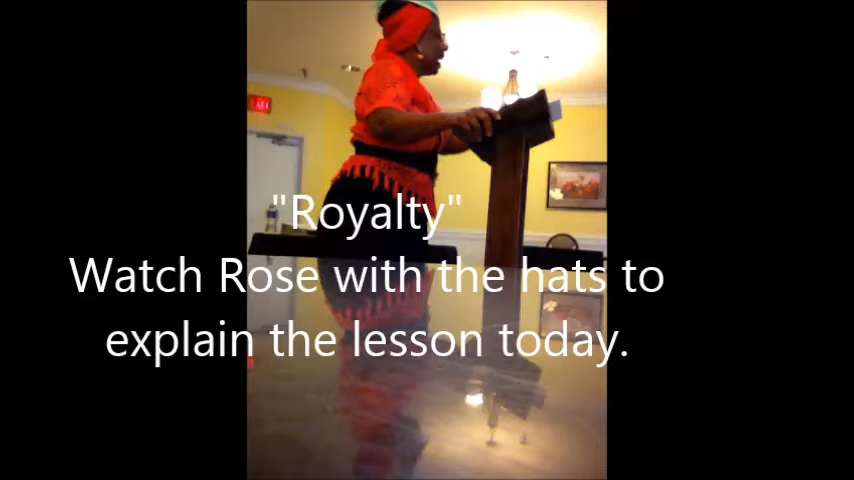 "Royalty"
Watch Rose with the hats to
explain the lesson today.